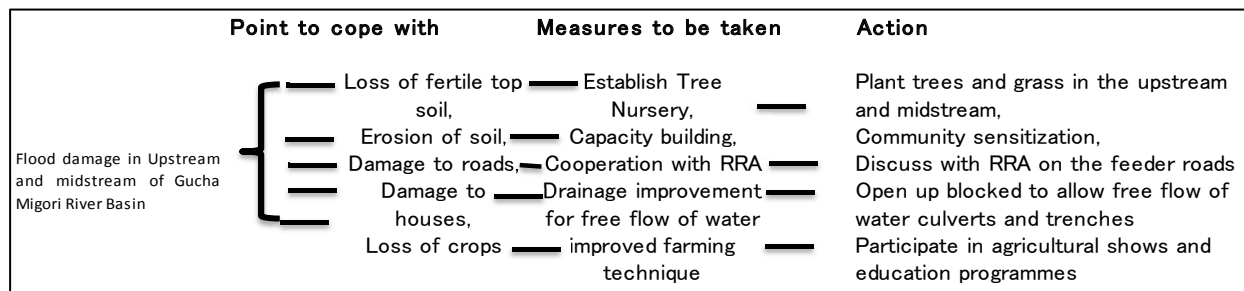 Point to cope with Measures to be taken Action
Flood damage in Upstream
and midstream of Gucha
Migori River Basin
Loss of fertile top
soil,
Erosion of soil,
Damage to roads,
Damage to
houses,
Loss of crops
Establish Tree
Nursery,
Capacity building,
Cooperation with RRA
Drainage improvement
for free flow of water
improved farming
technique
Plant trees and grass in the upstream
and midstream,
Community sensitization,
Discuss with RRA on the feeder roads
Open up blocked to allow free flow of
water culverts and trenches
Participate in agricultural shows and
education programmes